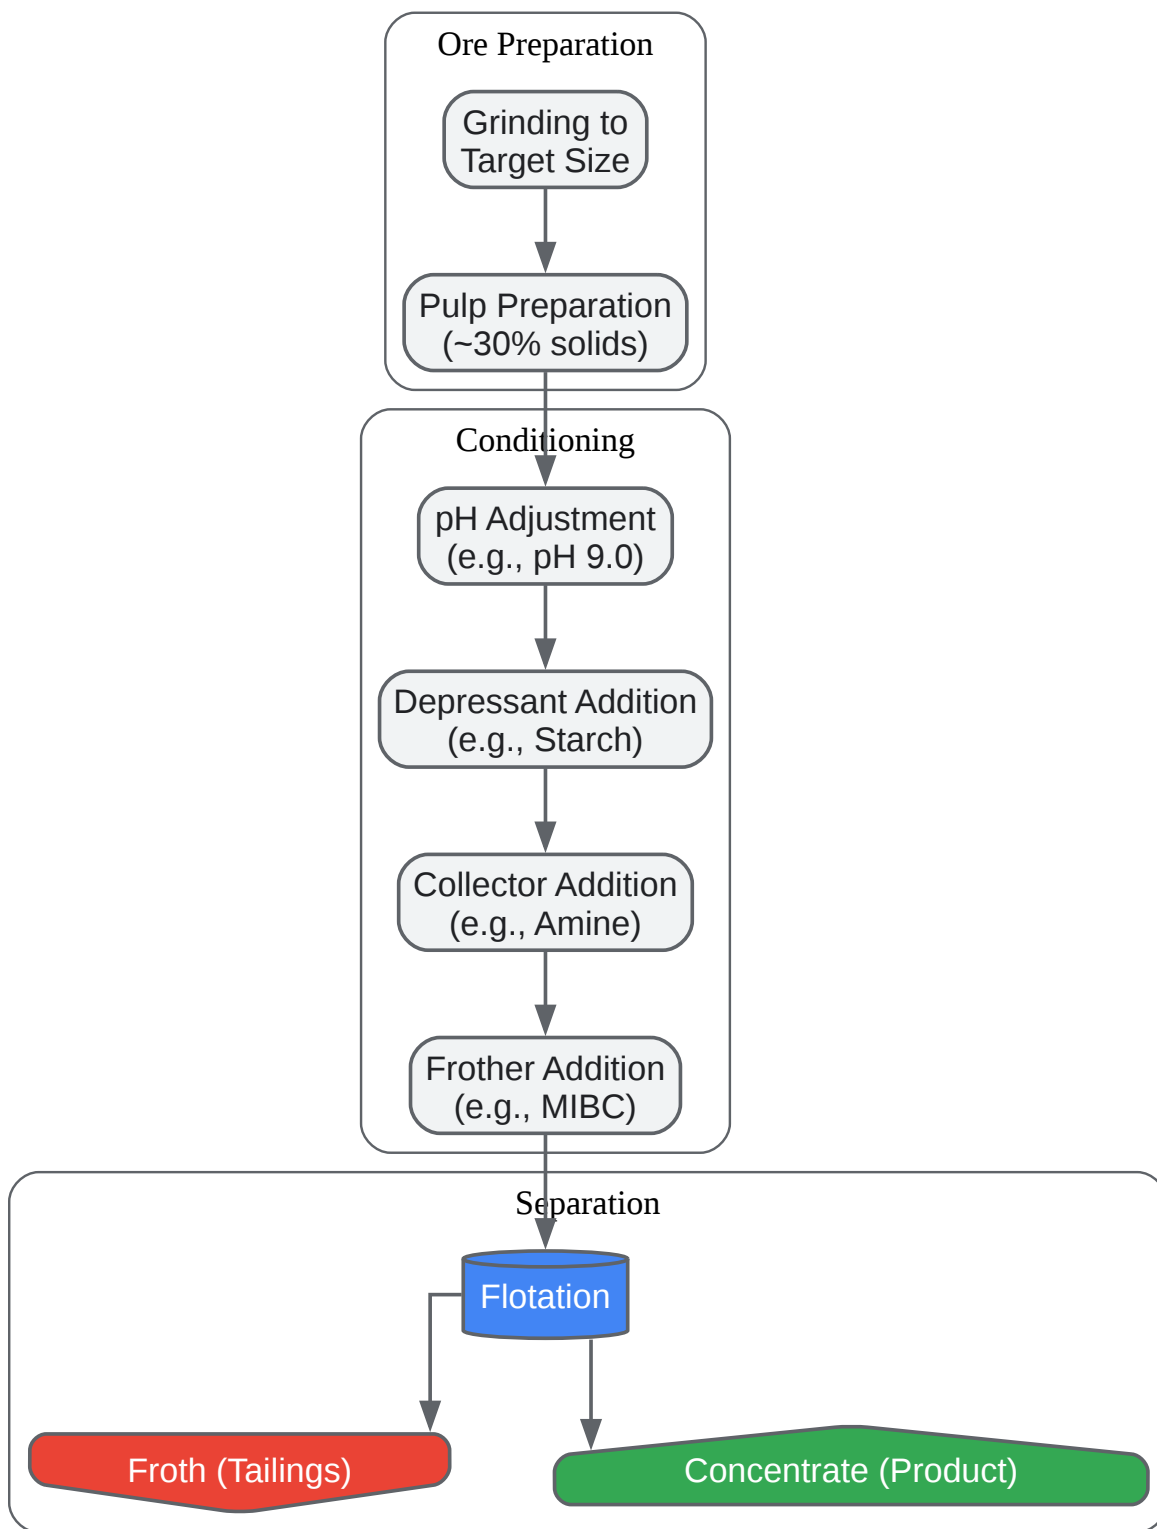 Ore Preparation
Grinding to
Target Size
Pulp Preparation
(~30% solids)
Conditioning
pH Adjustment
(e.g., pH 9.0)
Depressant Addition
(e.g., Starch)
Collector Addition
(e.g., Amine)
Frother Addition
(e.g., MIBC)
Separation
Flotation
Froth (Tailings)
Concentrate (Product)